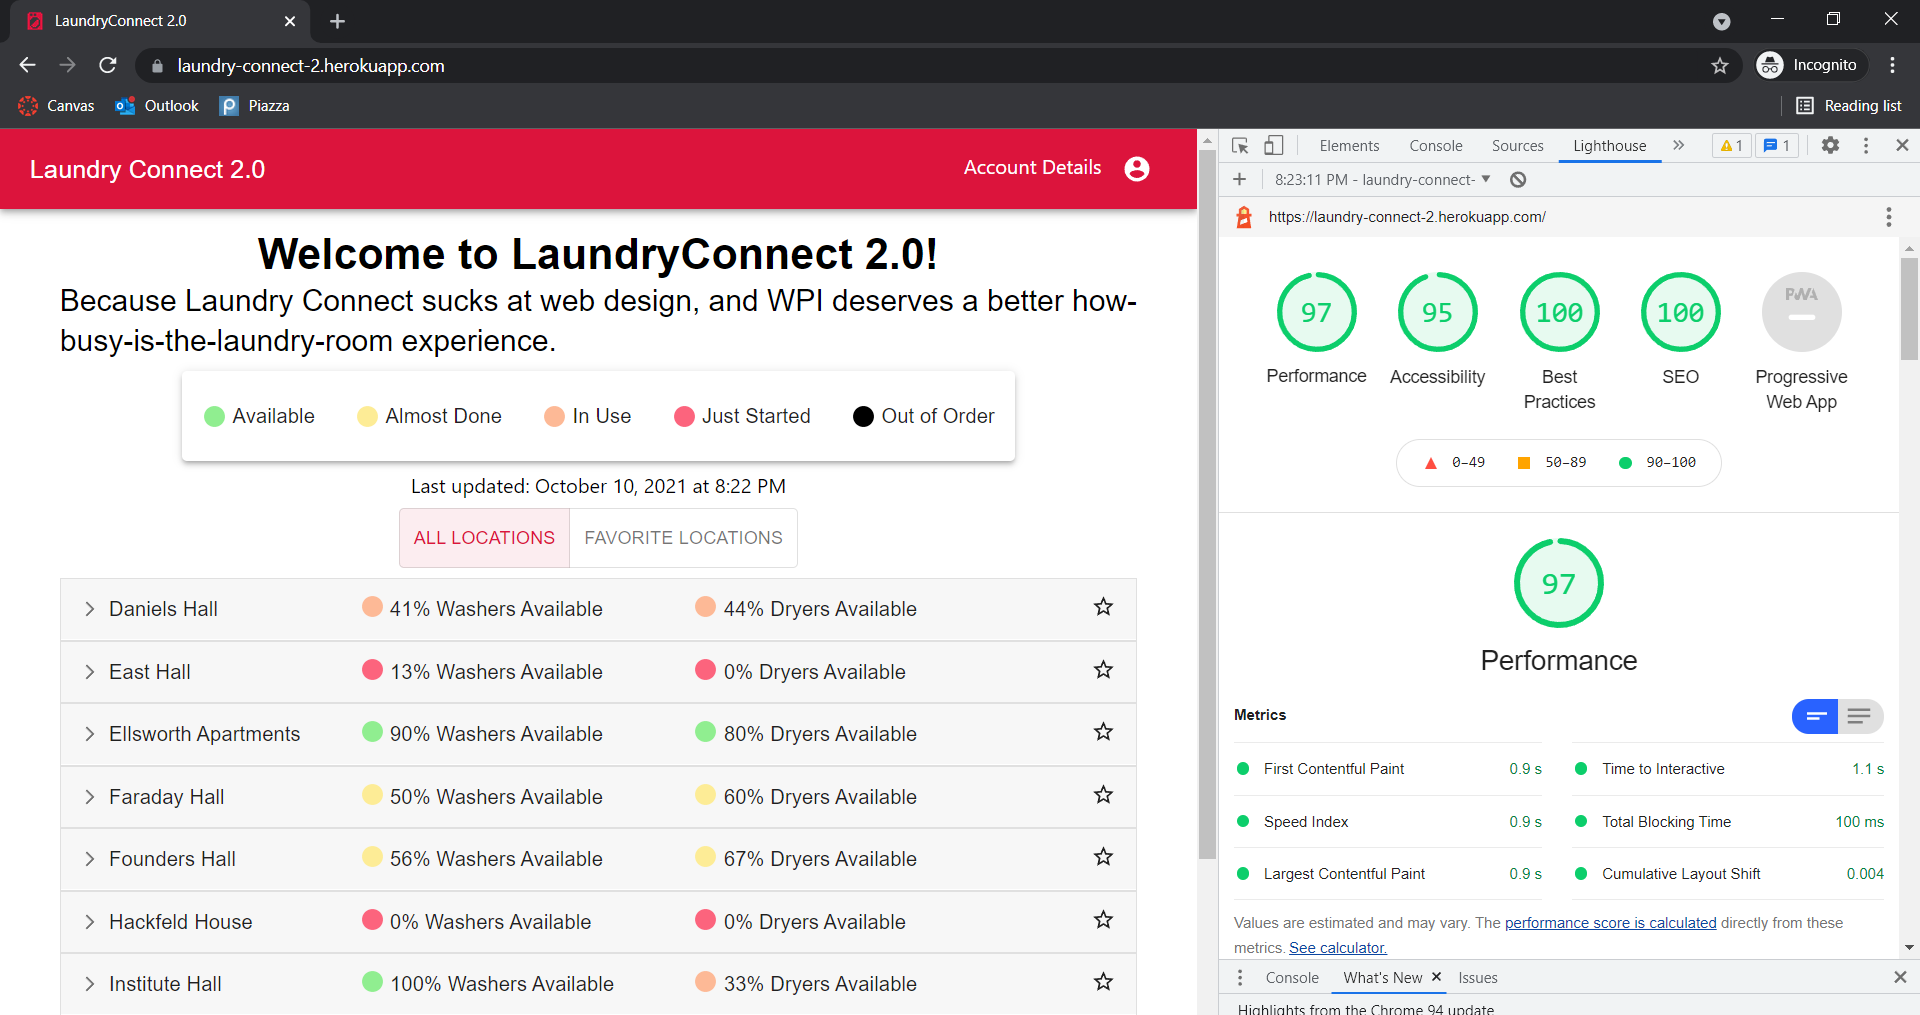 LaundryConnect 2.0
laundry-connect-2.herokuapp.com
Incognito
Canvas
Outlook
Piazza
Reading list
Laundry Connect 2.0
Account Details
Welcome to LaundryConnect 2.0!
Because Laundry Connect sucks at web design, and WPI deserves a better how-
busy-is-the-laundry-room experience.
Available Almost Done In Use Just Started Out of Order
Last updated: October 10, 2021 at 8:22 PM
ALL LOCATIONS FAVORITE LOCATIONS
Daniels Hall 41% Washers Available 44% Dryers Available
East Hall 13% Washers Available 0% Dryers Available
Ellsworth Apartments 90% Washers Available 80% Dryers Available
Faraday Hall 50% Washers Available 60% Dryers Available
Founders Hall 56% Washers Available 67% Dryers Available
Hackfeld House 0% Washers Available 0% Dryers Available
Institute Hall 100% Washers Available 33% Dryers Available
Elements Console Sources Lighthouse » 1 1
8:23:11 PM - laundry-connect-
https://laundry-connect-2.herokuapp.com/
97 95 100 100 PWA
Performance Accessibility Best Practices SEO Progressive Web App
0–49 50–89 90–100
97
Performance
Metrics
First Contentful Paint 0.9 s Time to Interactive 1.1 s
Speed Index 0.9 s Total Blocking Time 100 ms
Largest Contentful Paint 0.9 s Cumulative Layout Shift 0.004
Values are estimated and may vary. The performance score is calculated directly from these
metrics. See calculator.
Console What's New Issues
Highlights from the Chrome 94 update